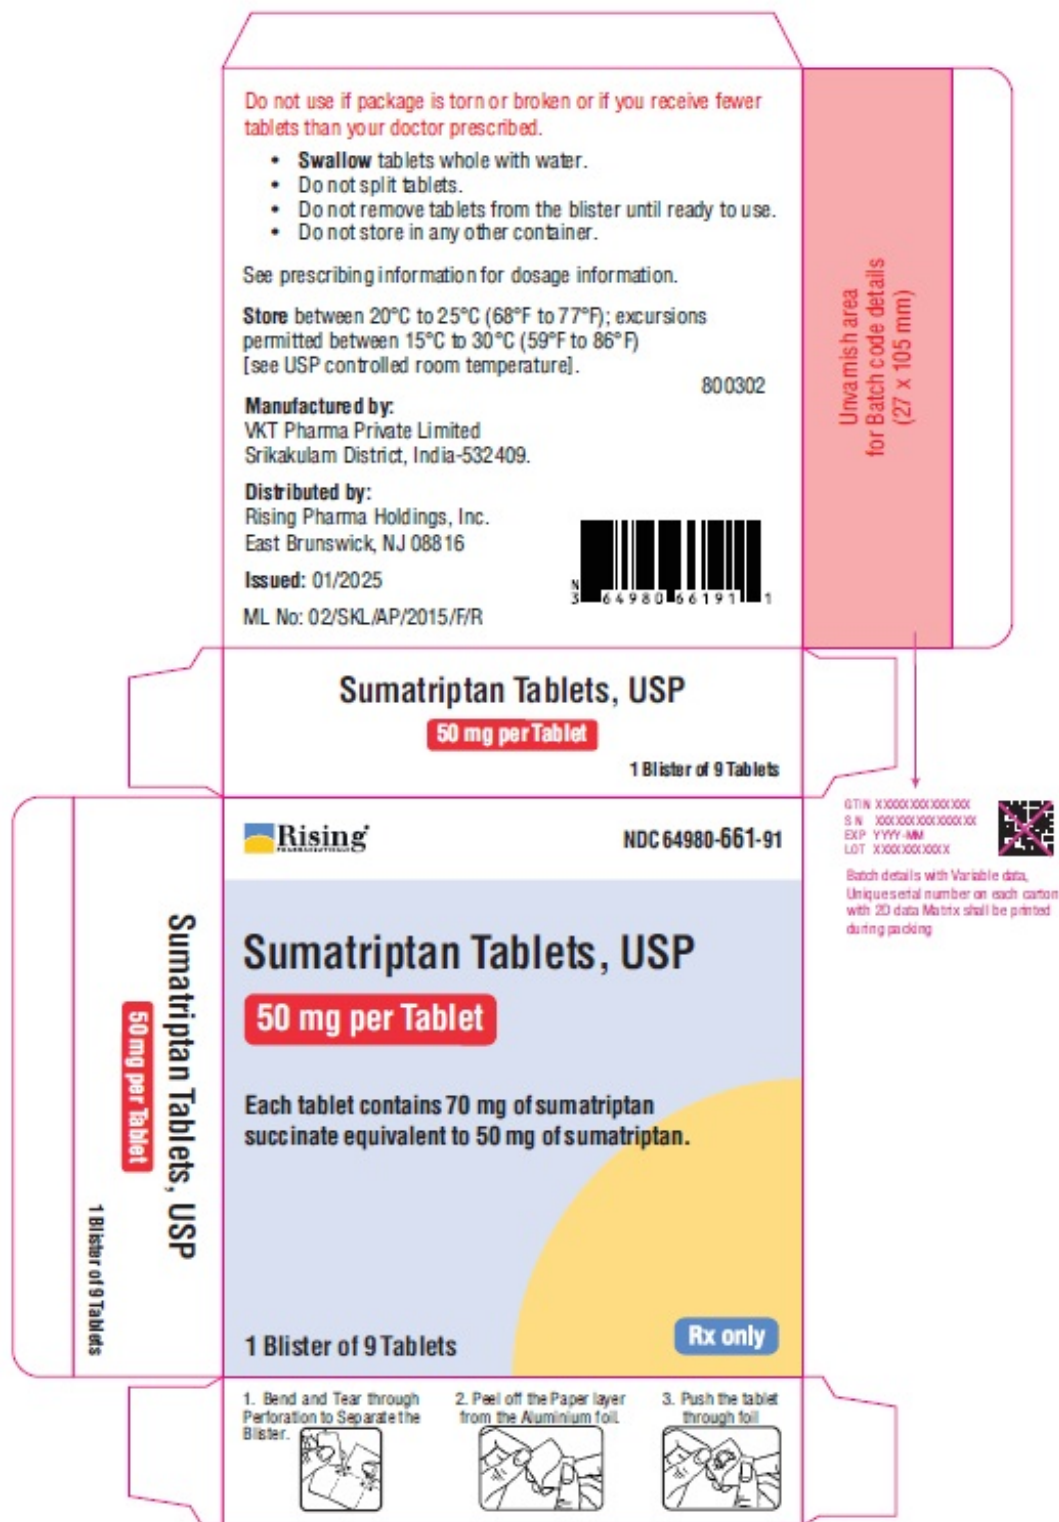 Do not use if package is torn or broken or if you receive fewer
tablets than your doctor prescribed.
• Swallow tablets whole with water.
• Do not split tablets.
• Do not remove tablets from the blister until ready to use.
• Do not store in any other container.
See prescribing information for dosage information.
Store between 20°C to 25°C (68°F to 77°F); excursions
permitted between 15°C to 30°C (59°F to 86°F)
[see USP controlled room temperature].
800302
Manufactured by:
VKT Pharma Private Limited
Srikakulam District, India-532409.
Distributed by:
Rising Pharma Holdings, Inc.
East Brunswick, NJ 08816
Issued: 01/2025
ML No: 02/SKL/AP/2015/F/R
N
3 64980 66191 1
Unvarnish area
for Batch code details
(27 x 105 mm)
Sumatriptan Tablets, USP
50 mg per Tablet
1 Blister of 9 Tablets
GTIN XXXXXXXXXXXXXX
SN XXXXXXXXXXXXXXX
EXP YYYY-MM
LOT XXXXXXXXXX
Batch details with Variable data,
Unique serial number on each carton
with 2D data Matrix shall be printed
during packing
Rising®
PHARMACEUTICALS
NDC 64980-661-91
Sumatriptan Tablets, USP
50 mg per Tablet
Each tablet contains 70 mg of sumatriptan
succinate equivalent to 50 mg of sumatriptan.
1 Blister of 9 Tablets
Rx only
Sumatriptan Tablets, USP
50 mg per Tablet
1 Blister of 9 Tablets
1. Bend and Tear through
Perforation to Separate the
Blister.
2. Peel off the Paper layer
from the Aluminium foil.
3. Push the tablet
through foil